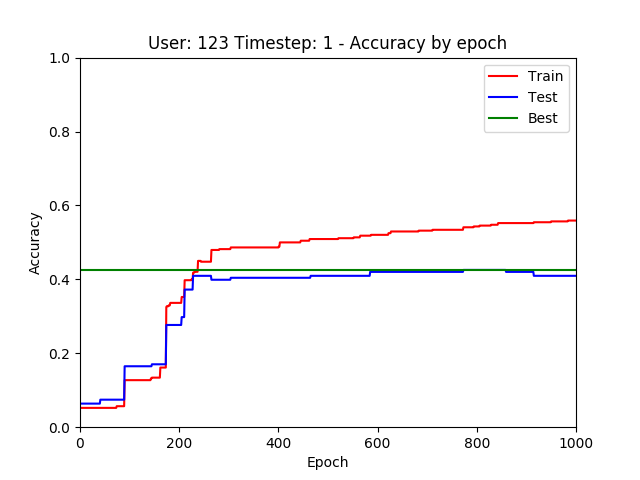 User: 123 Timestep: 1 - Accuracy by epoch
Train
Test
Best
Accuracy
1.0
0.8
0.6
0.4
0.2
0.0
0 200 400 600 800 1000
Epoch